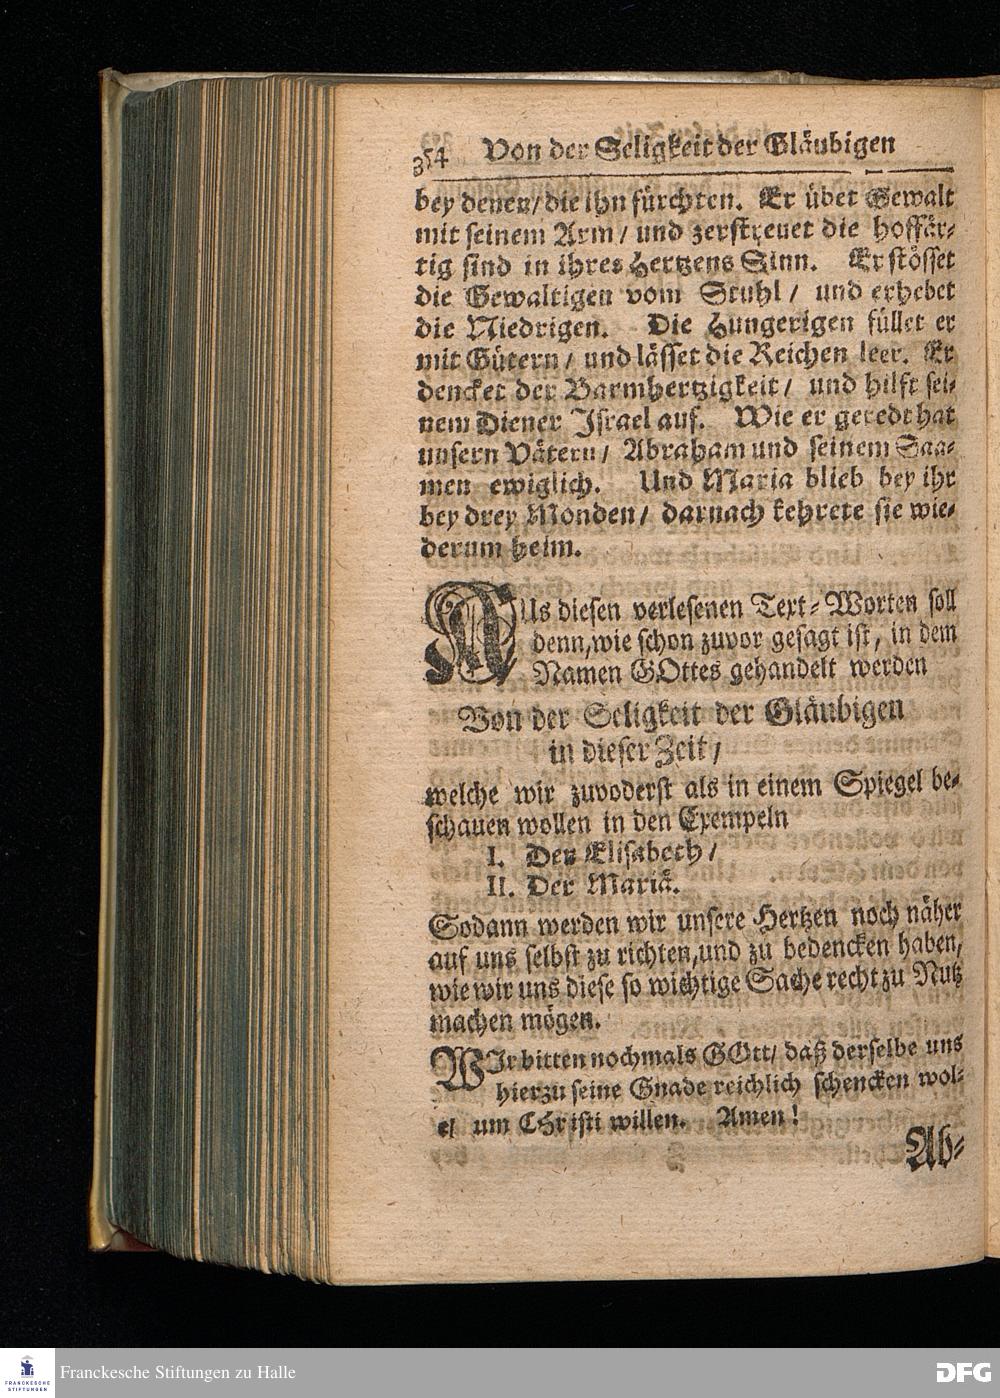 354 Von der Seligkeit der Gläubigen
bey denen/ die ihn fürchten. Er übet Gewalt
mit seinem Arm/ und zerstreuet die hoffär-
tig sind in ihres Hertzens Sinn. Er stösset
die Gewaltigen vom Stuhl/ und erhebet
die Niedrigen. Die Hungerigen füllet er
mit Gütern/ und lässet die Reichen leer. Er
dencket der Barmhertzigkeit/ und hilft sei-
nem Diener Israel auf. Wie er geredt hat
unsern Vätern/ Abraham und seinem Saa-
men ewiglich. Und Maria blieb bey ihr
bey drey Monden/ darnach kehrete sie wie-
derum heim.
AUs diesen verlesenen Text-Worten soll
denn, wie schon zuvor gesagt ist, in dem
Namen GOttes gehandelt werden
Von der Seligkeit der Gläubigen
in dieser Zeit/
welche wir zuvoderst als in einem Spiegel be-
schauen wollen in den Exempeln
I. Der Elisabeth/
II. Der Mariä.
Sodann werden wir unsere Hertzen noch näher
auf uns selbst zu richten, und zu bedencken haben,
wie wir uns diese so wichtige Sache recht zu Nutz
machen mögen.
WIr bitten nochmals GOtt/ daß derselbe uns
hierzu seine Gnade reichlich schencken wol-
e/ um CHristi willen. Amen!
Ab-
FRANCKESCHE
STIFTUNGEN
Franckesche Stiftungen zu Halle
DFG